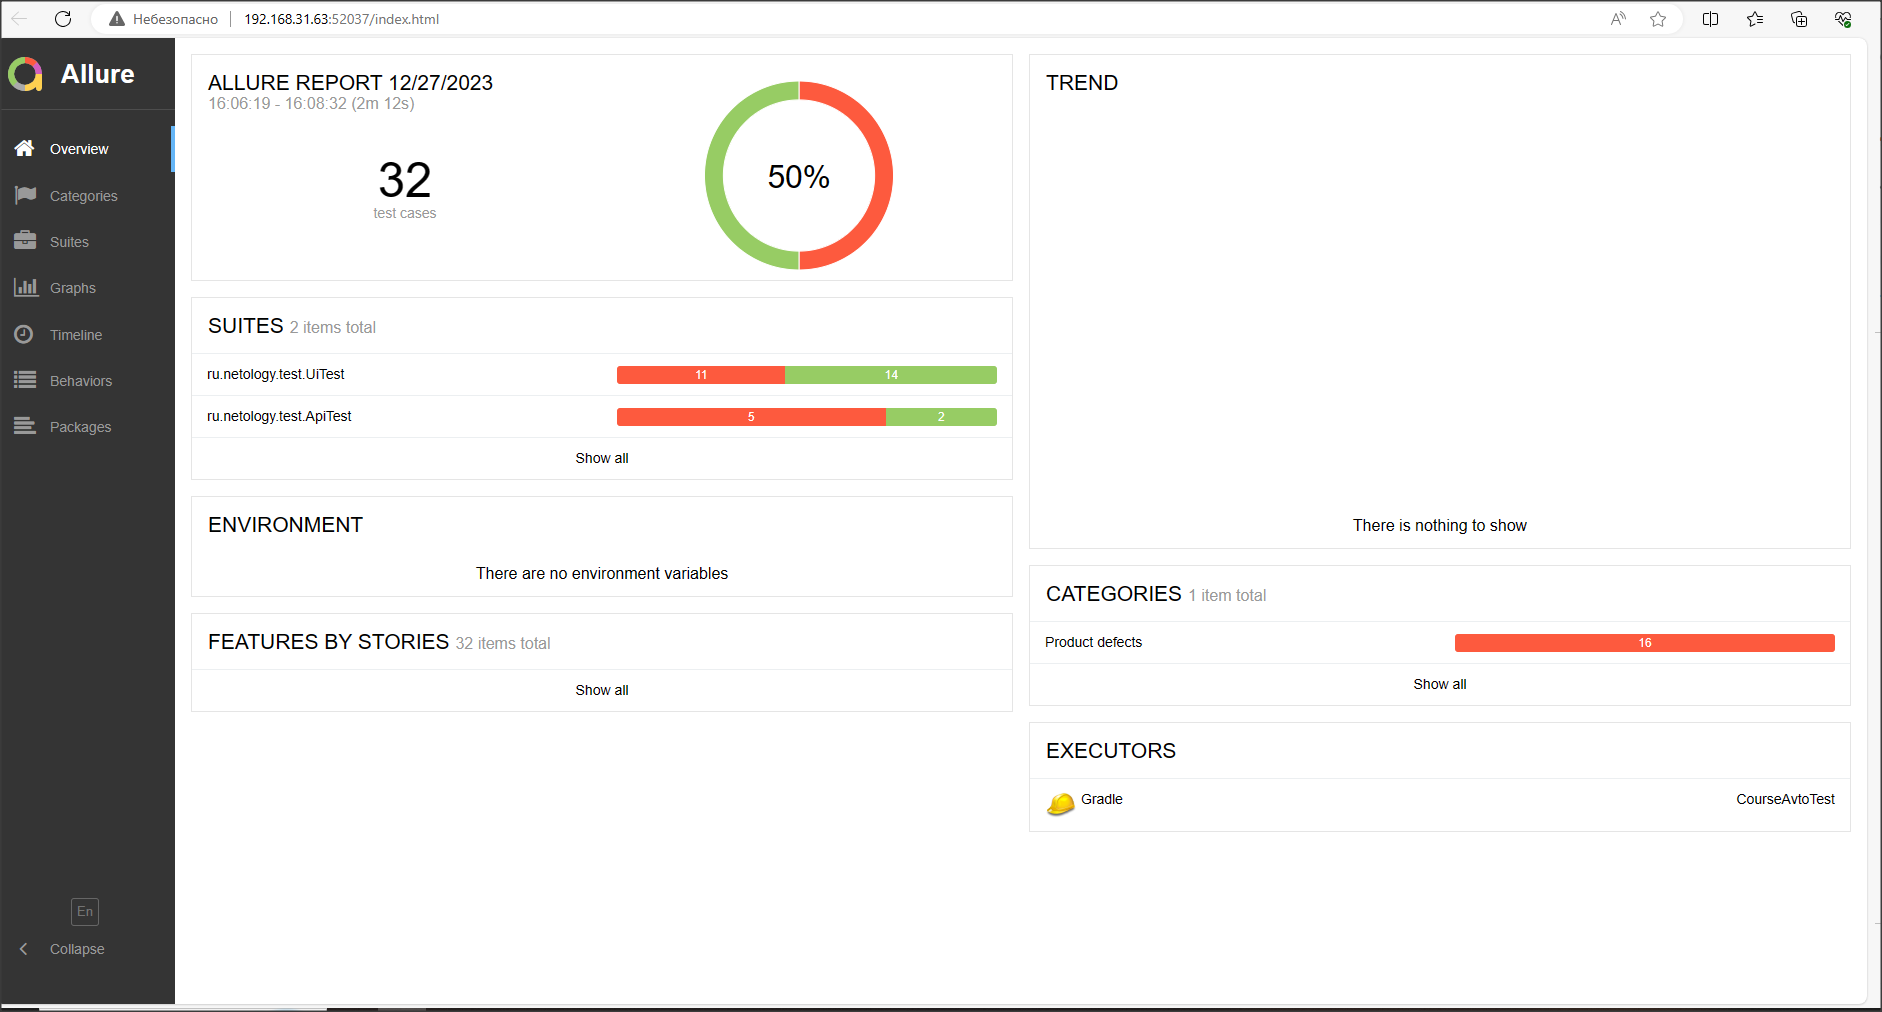 Небезопасно
192.168.31.63:52037/index.html
Allure
Overview
Categories
Suites
Graphs
Timeline
Behaviors
Packages
En
Collapse
ALLURE REPORT 12/27/2023
16:06:19 - 16:08:32 (2m 12s)
32
test cases
50%
SUITES 2 items total
ru.netology.test.UiTest 11 14
ru.netology.test.ApiTest 5 2
Show all
ENVIRONMENT
There are no environment variables
FEATURES BY STORIES 32 items total
Show all
TREND
There is nothing to show
CATEGORIES 1 item total
Product defects 16
Show all
EXECUTORS
Gradle CourseAvtoTest